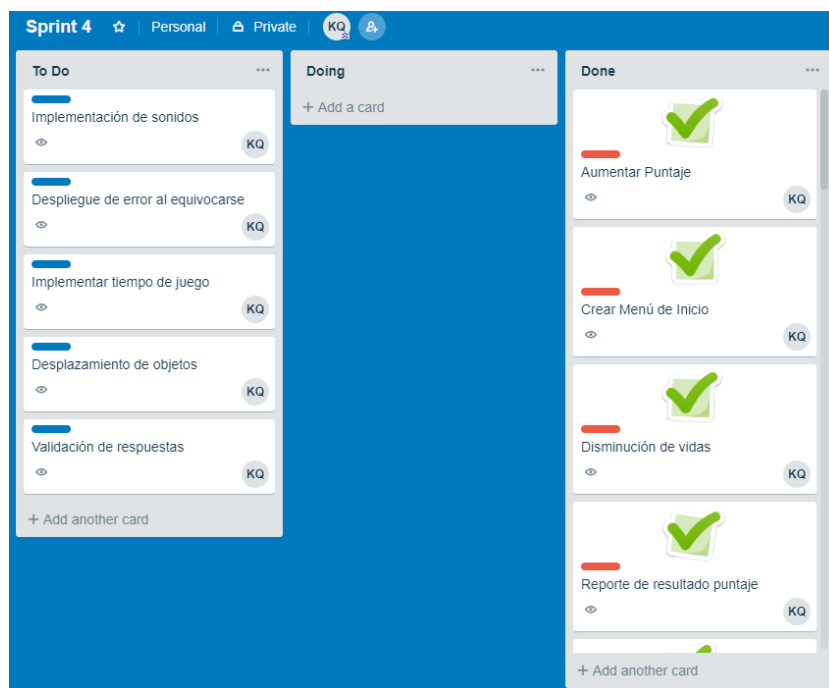 Sprint 4 Personal Private KQ
To Do
Implementación de sonidos
KQ
Despliegue de error al equivocarse
KQ
Implementar tiempo de juego
KQ
Desplazamiento de objetos
KQ
Validación de respuestas
KQ
+ Add another card
Doing
+ Add a card
Done
Aumentar Puntaje
KQ
Crear Menú de Inicio
KQ
Disminución de vidas
KQ
Reporte de resultado puntaje
KQ
+ Add another card